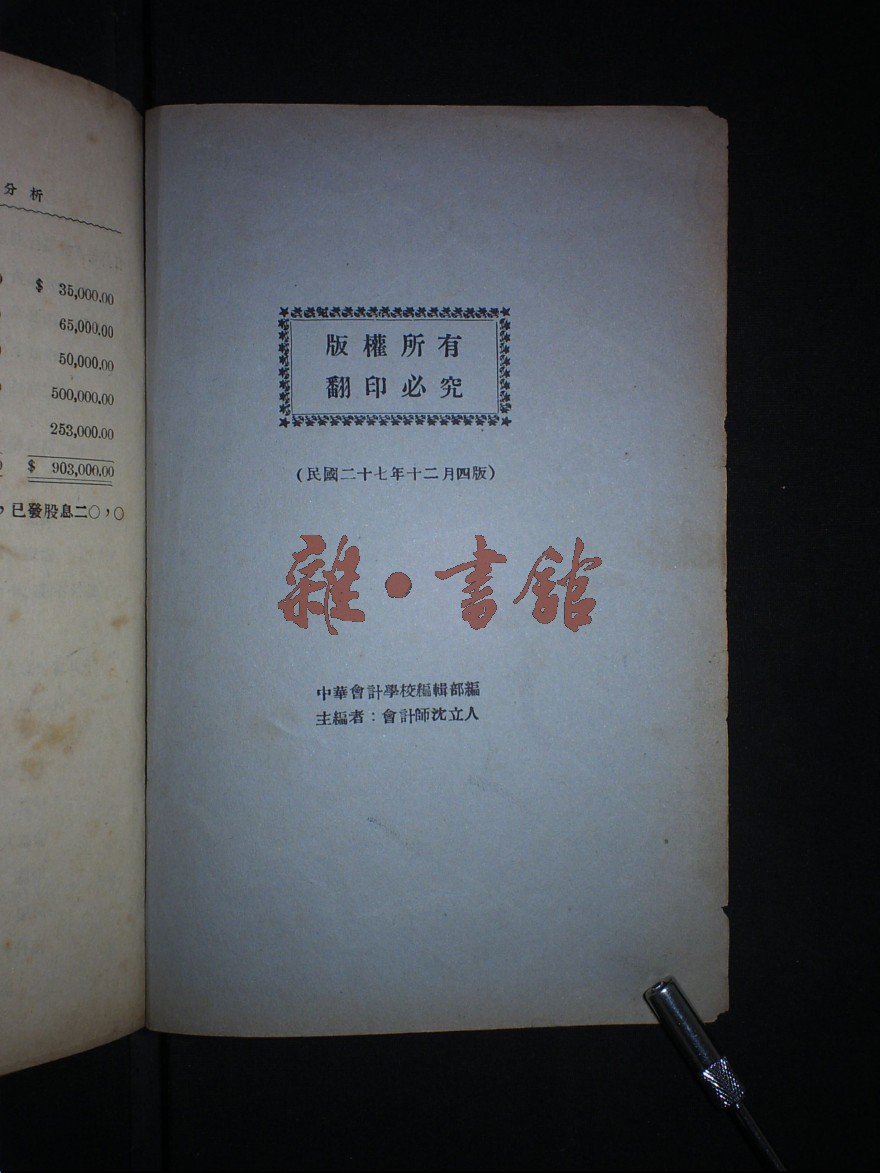 分析
$ 35,000.00
65,000.00
50,000.00
500,000.00
253,000.00
$ 903,000.00
，已發股息二〇，〇
版權所有
翻印必究
(民國二十七年十二月四版)
雜·書館
中華會計學校編輯部編
主編者：會計師沈立人